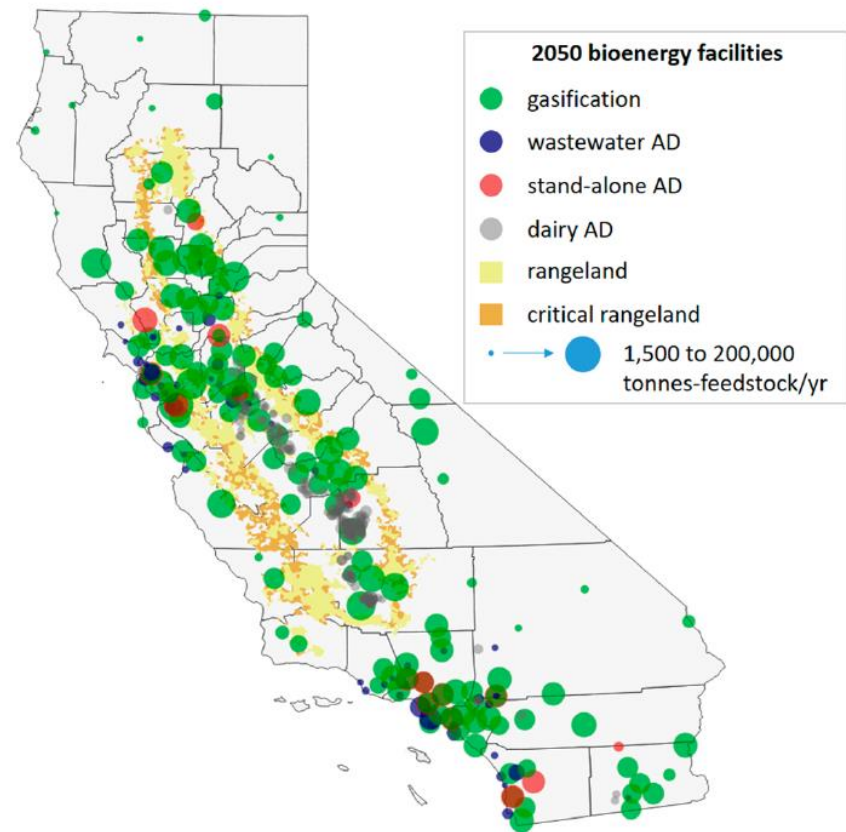 2050 bioenergy facilities
gasification
wastewater AD
stand-alone AD
dairy AD
rangeland
critical rangeland
1,500 to 200,000
tonnes-feedstock/yr